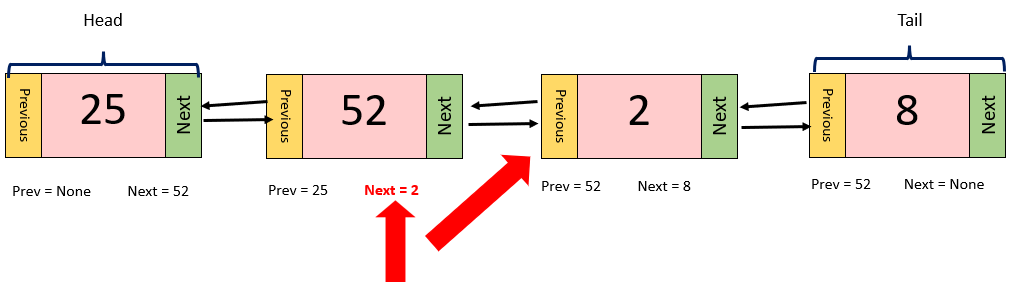 Head
Tail
Previous 25 Next
Previous 52 Next
Previous 2 Next
Previous 8 Next
Prev = None Next = 52
Prev = 25 Next = 2
Prev = 52 Next = 8
Prev = 52 Next = None